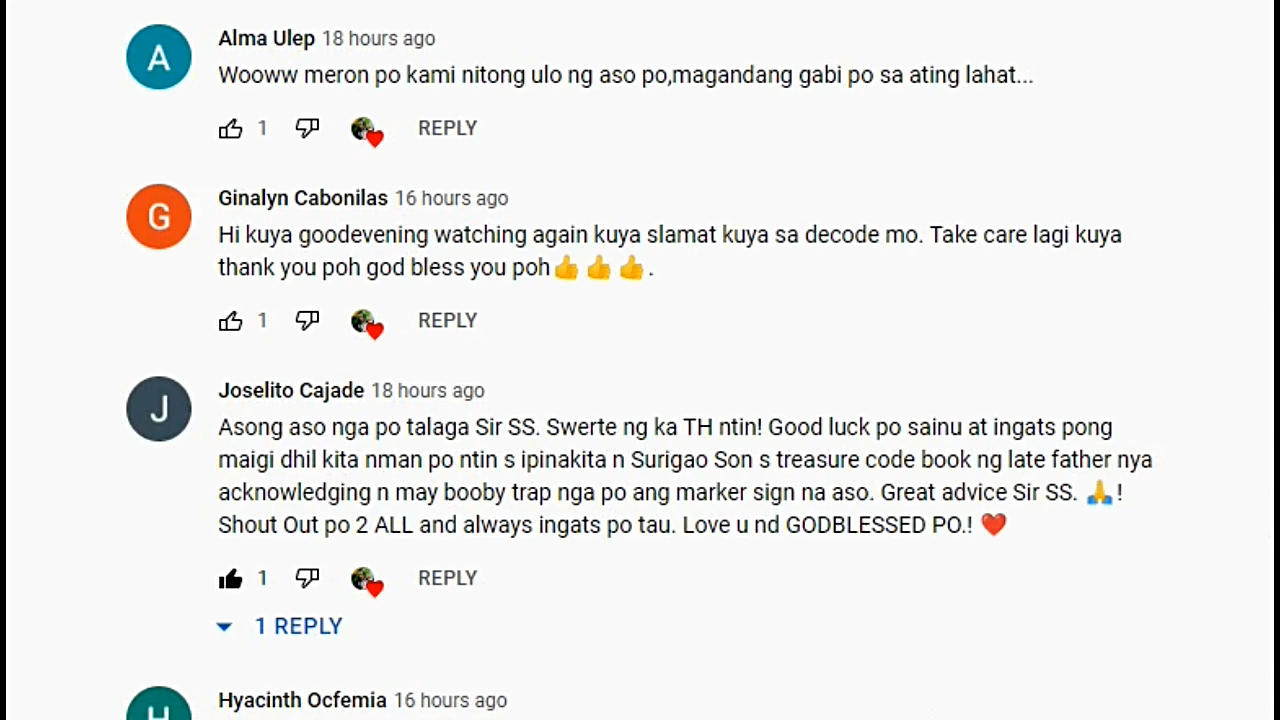 A
Alma Ulep 18 hours ago
Wooww meron po kami nitong ulo ng aso po,magandang gabi po sa ating lahat...
1 REPLY
G
Ginalyn Cabonilas 16 hours ago
Hi kuya goodevening watching again kuya slamat kuya sa decode mo. Take care lagi kuya
thank you poh god bless you poh👍👍👍.
1 REPLY
J
Joselito Cajade 18 hours ago
Asong aso nga po talaga Sir SS. Swerte ng ka TH ntin! Good luck po sainu at ingats pong
maigi dhil kita nman po ntin s ipinakita n Surigao Son s treasure code book ng late father nya
acknowledging n may booby trap nga po ang marker sign na aso. Great advice Sir SS. 🙏!
Shout Out po 2 ALL and always ingats po tau. Love u nd GODBLESSED PO.! ❤️
1 REPLY
1 REPLY
H
Hyacinth Ocfemia 16 hours ago